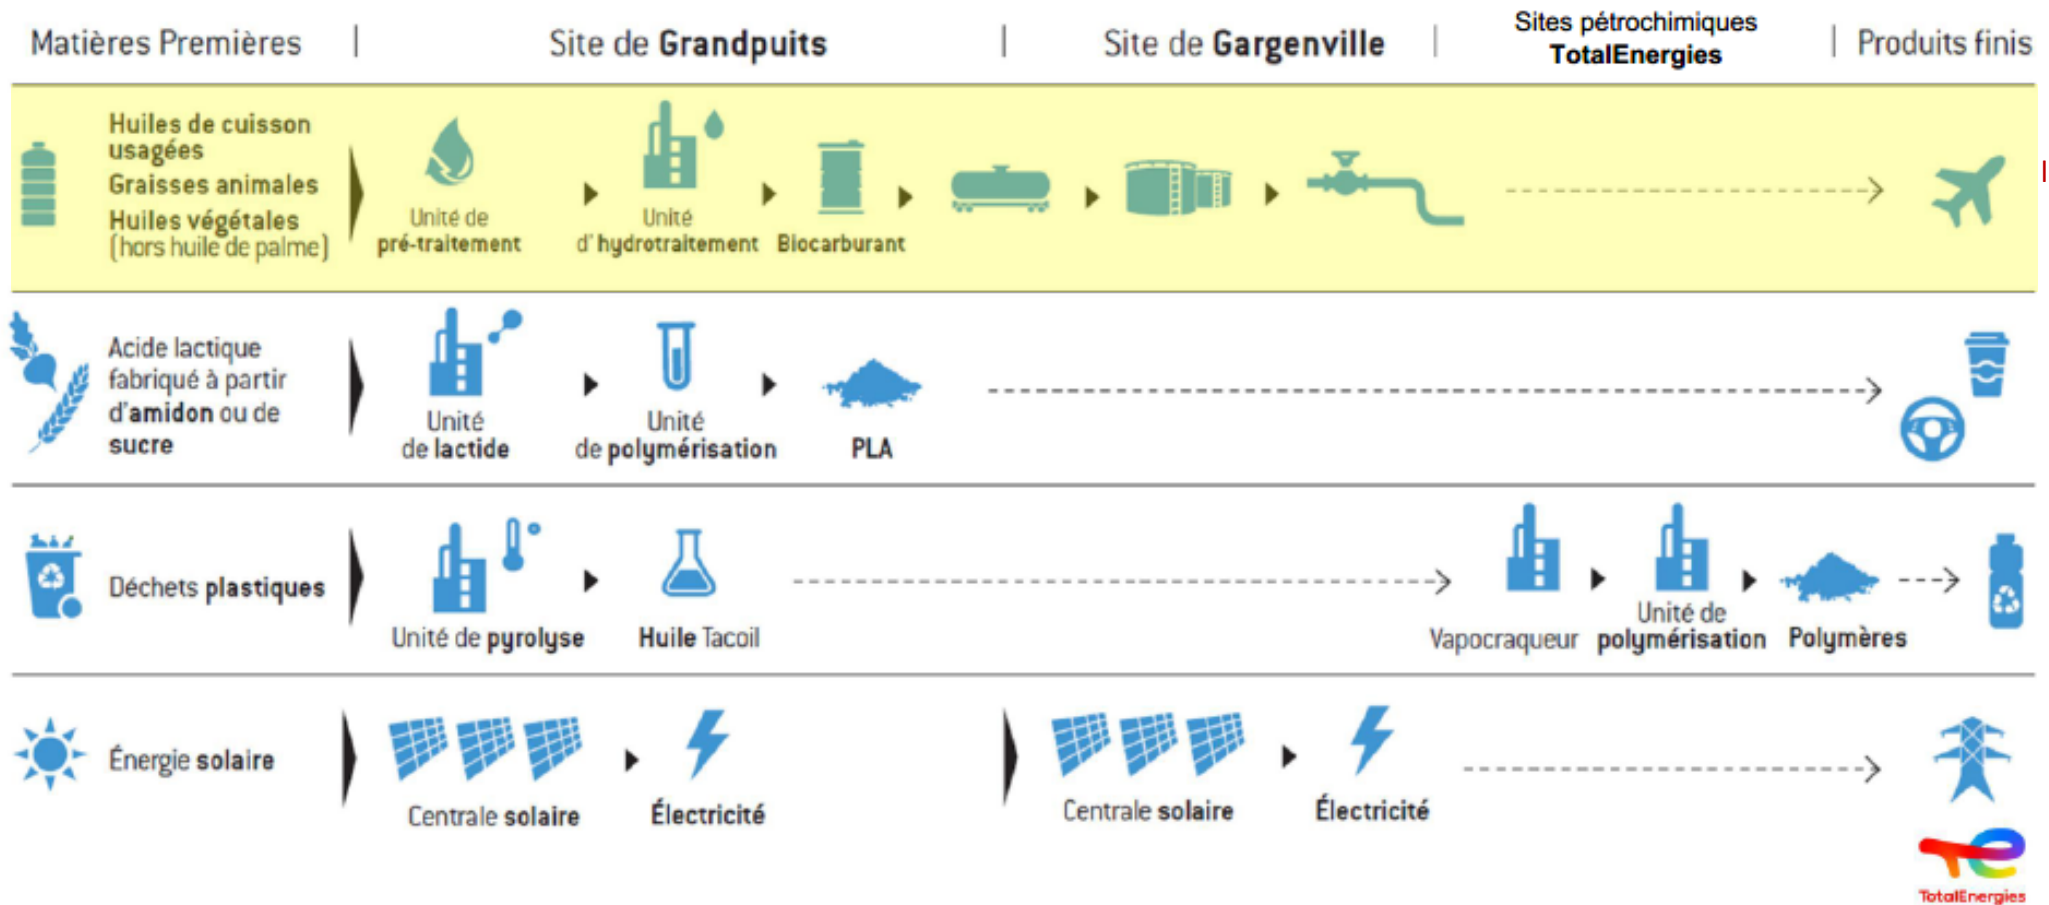 Matières Premières
Site de Grandpuits
Site de Gargenville
Sites pétrochimiques
TotalEnergies
Produits finis
Huiles de cuisson
usagées
Graisses animales
Huiles végétales
(hors huile de palme)
Unité de
pré-traitement
Unité
d'hydrotraitement
Biocarburant
Acide lactique
fabriqué à partir
d'amidon ou de
sucre
Unité
de lactide
Unité
de polymérisation
PLA
Déchets plastiques
Unité de pyrolyse
Huile Tacoil
Vapocraqueur
Unité de
polymérisation
Polymères
Énergie solaire
Centrale solaire
Électricité
Centrale solaire
Électricité
TotalEnergies